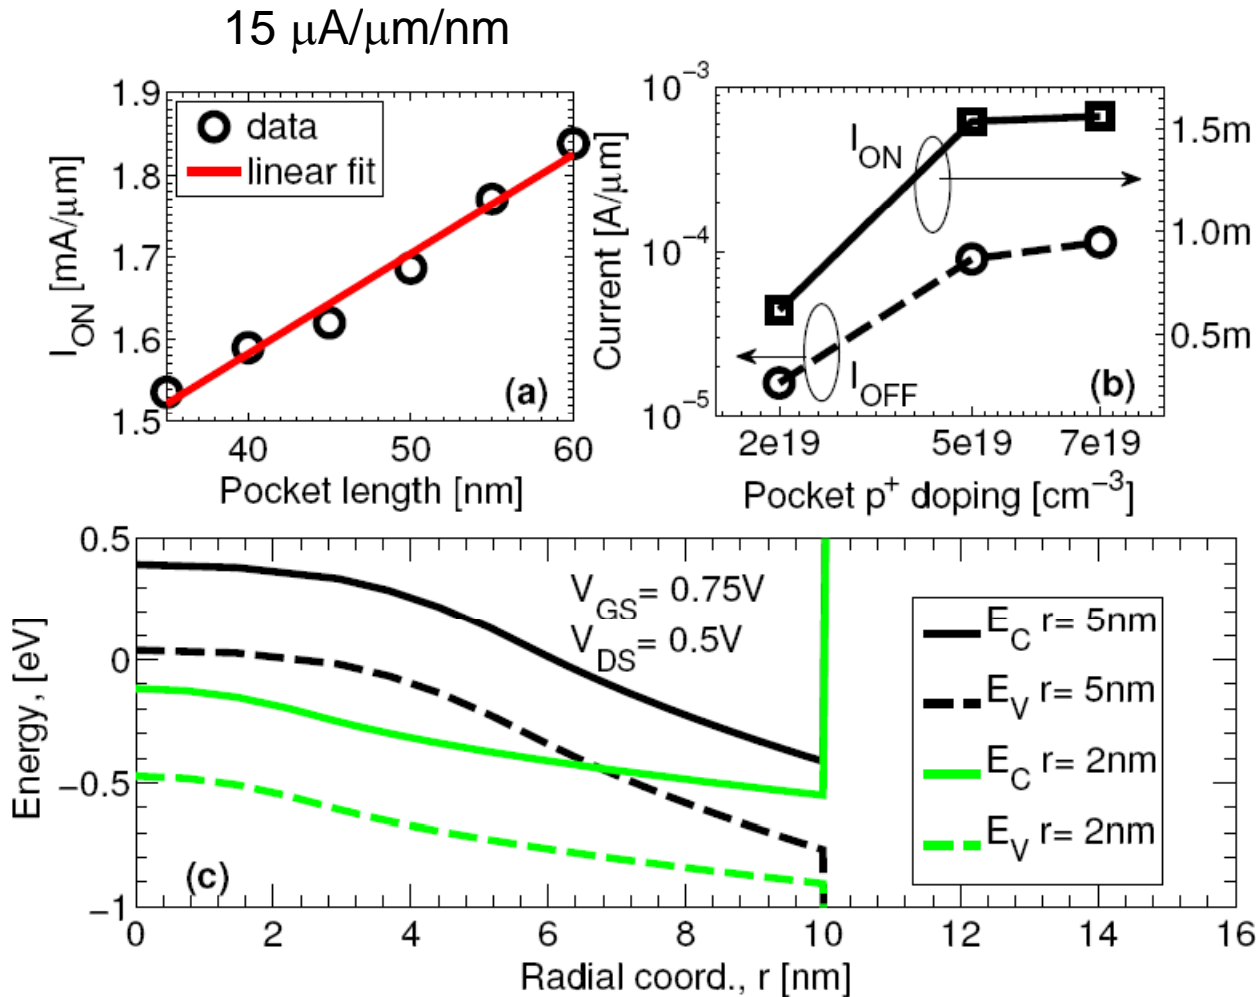 15 μA/μm/nm
1.9
1.8
1.7
1.6
1.5
I_ON [mA/μm]
data
linear fit
(a)
40
50
60
Pocket length [nm]
10^−3
10^−4
10^−5
Current [A/μm]
I_ON
I_OFF
1.5m
1.0m
0.5m
(b)
2e19
5e19
7e19
Pocket p^+ doping [cm^−3]
0.5
0
−0.5
−1
Energy, [eV]
V_GS= 0.75V
V_DS= 0.5V
E_C r= 5nm
E_V r= 5nm
E_C r= 2nm
E_V r= 2nm
(c)
0
2
4
6
8
10
12
14
16
Radial coord., r [nm]